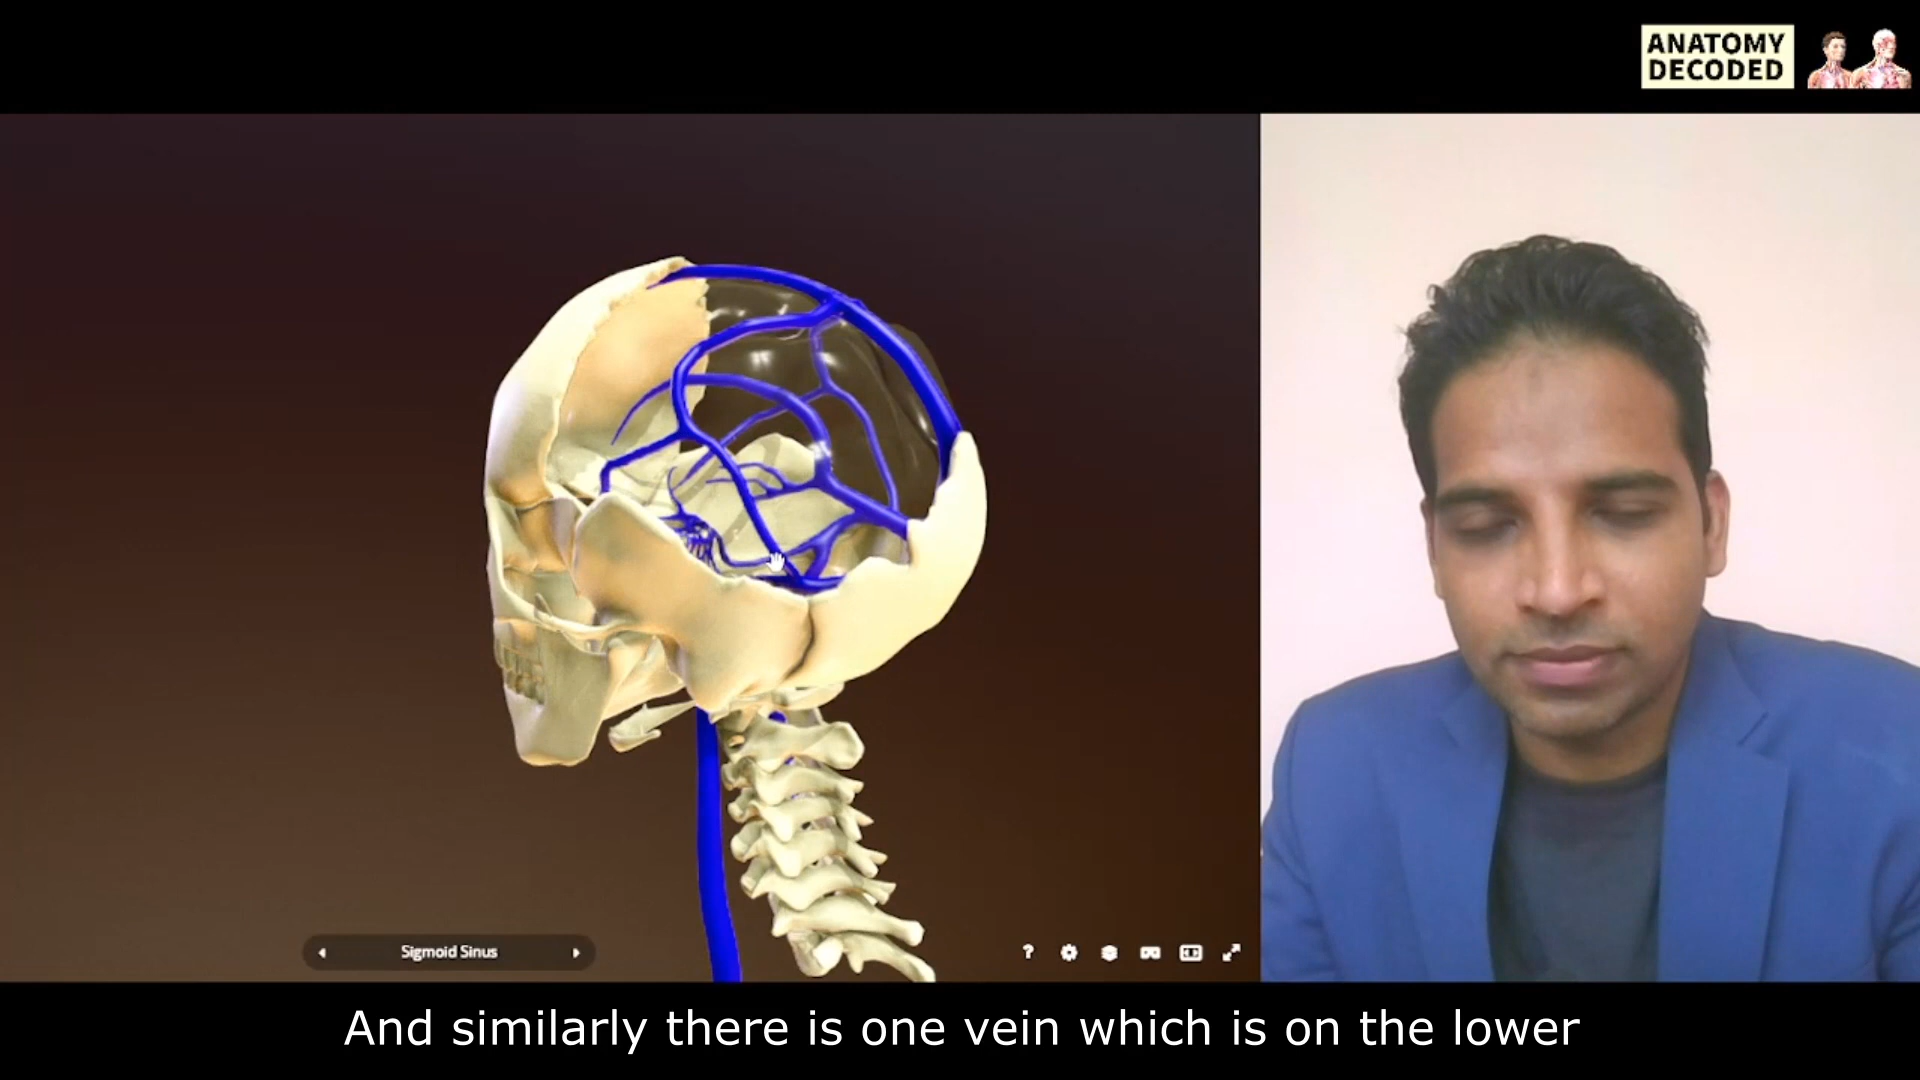 ANATOMY
DECODED
Sigmoid Sinus
?
And similarly there is one vein which is on the lower